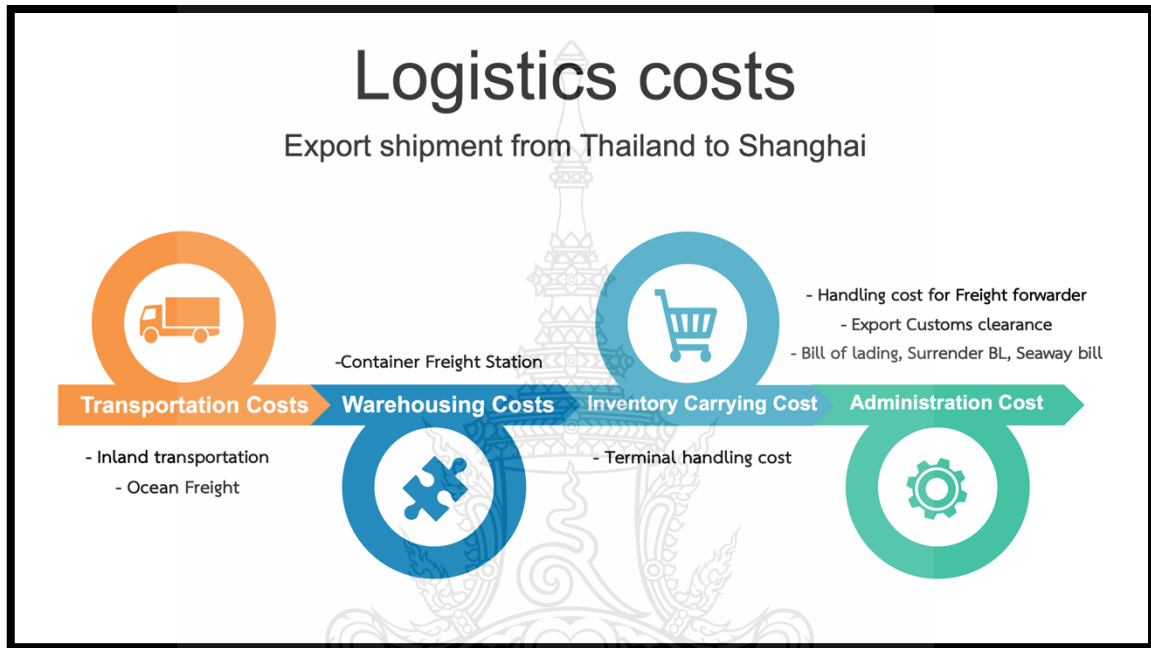 Logistics costs
Export shipment from Thailand to Shanghai
Transportation Costs
- Inland transportation
- Ocean Freight
-Container Freight Station
Warehousing Costs
Inventory Carrying Cost
- Terminal handling cost
- Handling cost for Freight forwarder
- Export Customs clearance
- Bill of lading, Surrender BL, Seaway bill
Administration Cost